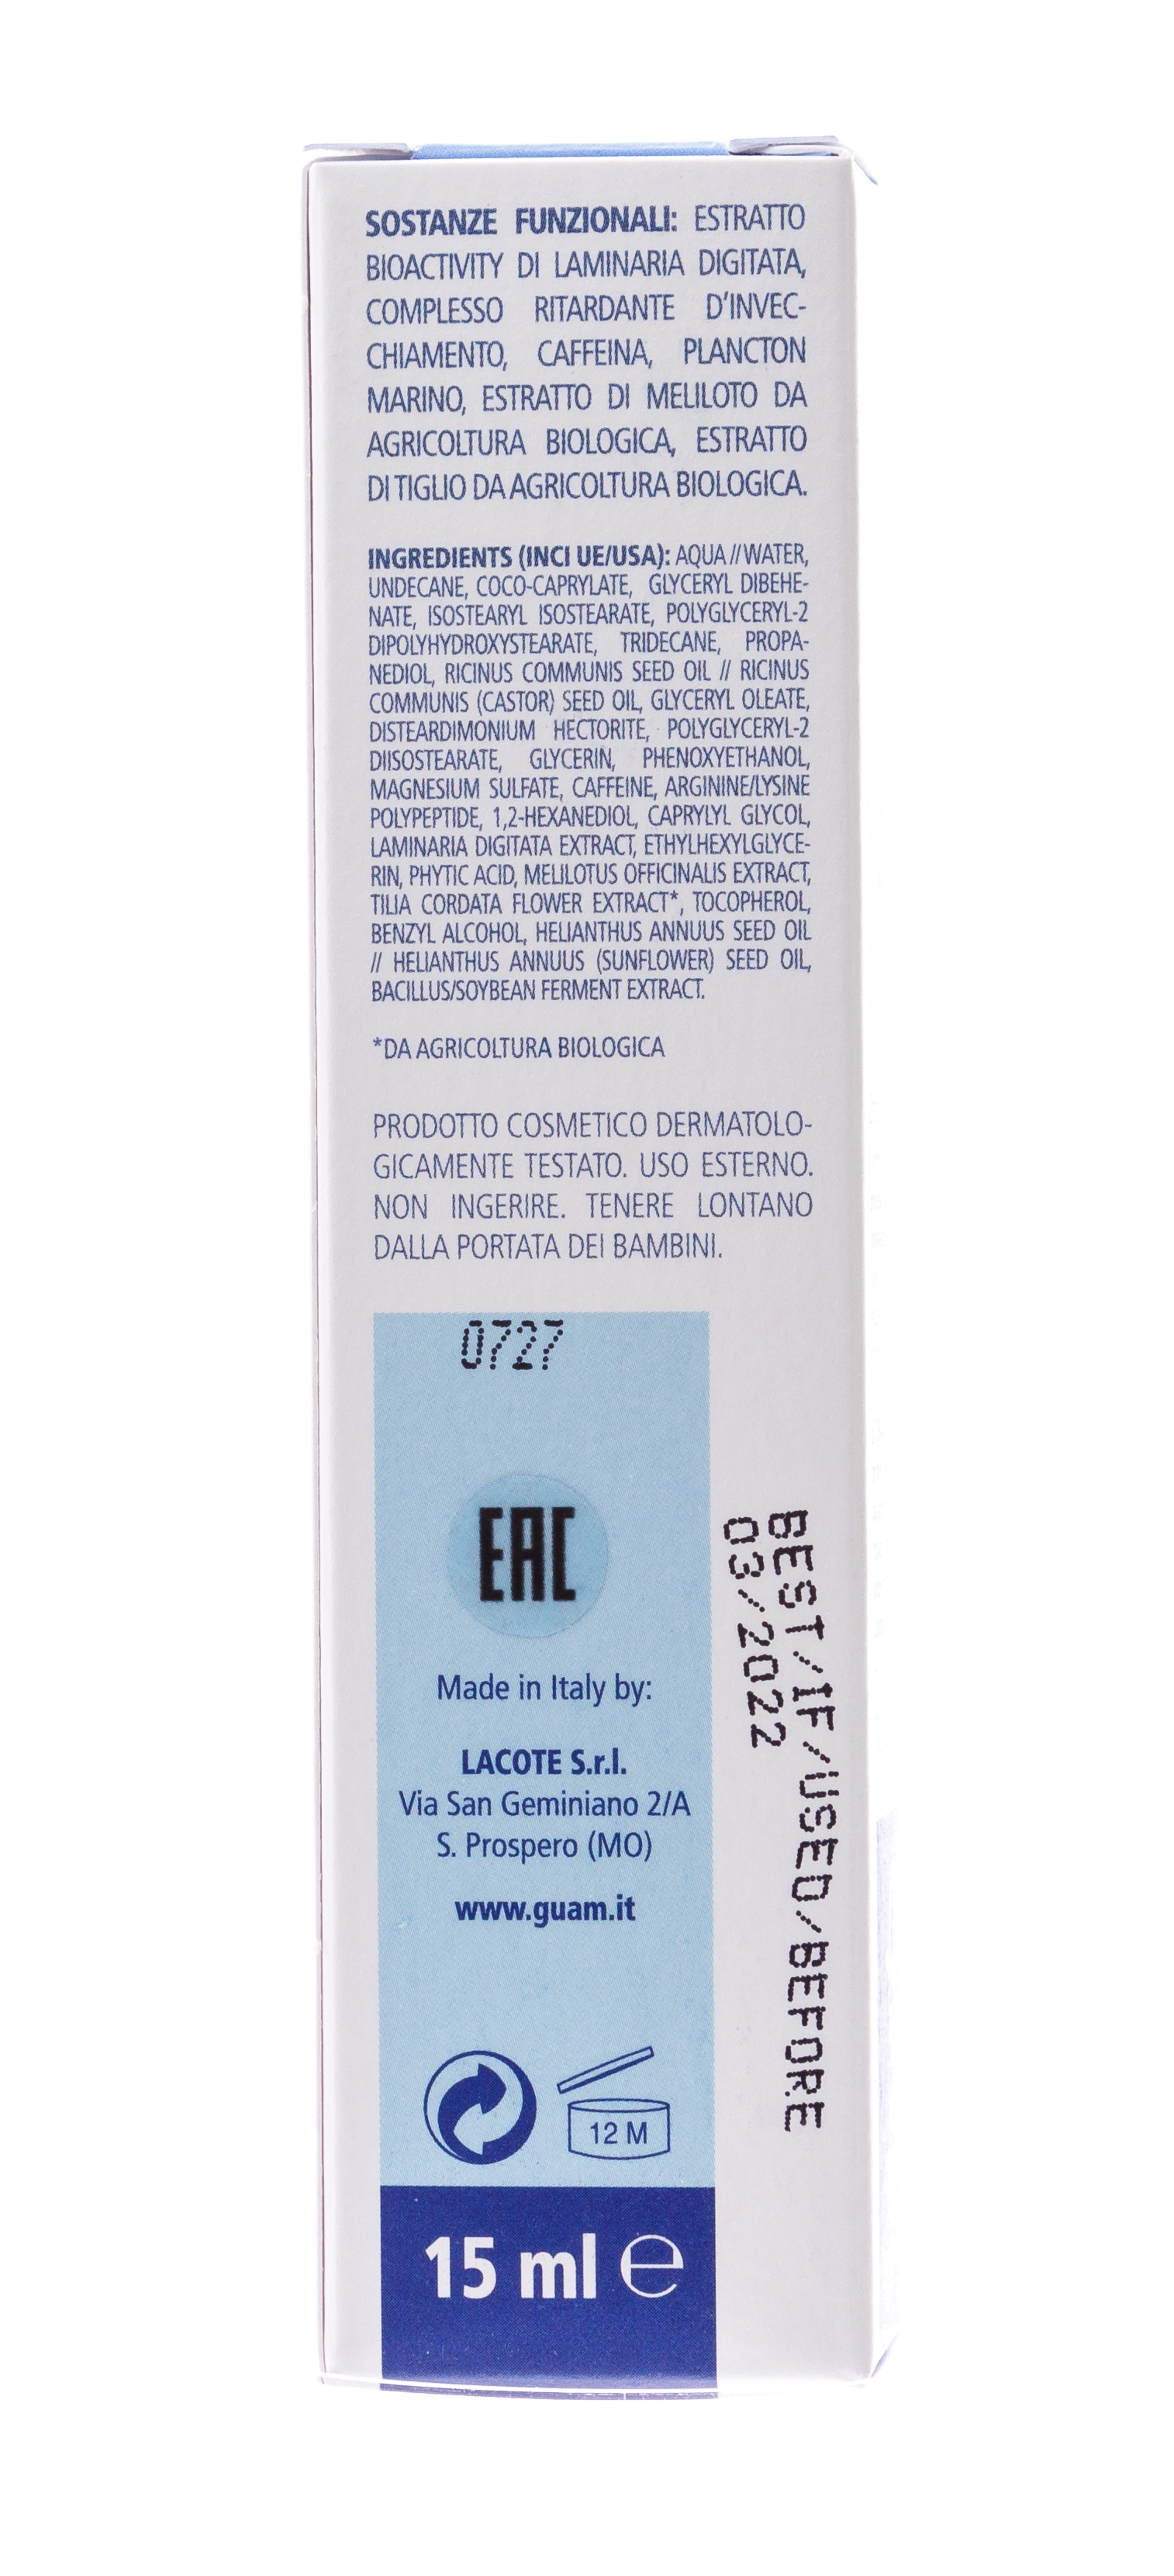 SOSTANZE FUNZIONALI: ESTRATTO
BIOACTIVITY DI LAMINARIA DIGITATA,
COMPLESSO RITARDANTE D'INVEC-
CHIAMENTO, CAFFEINA, PLANCTON
MARINO, ESTRATTO DI MELILOTO DA
AGRICOLTURA BIOLOGICA, ESTRATTO
DI TIGLIO DA AGRICOLTURA BIOLOGICA.
INGREDIENTS (INCI UE/USA): AQUA // WATER,
UNDECANE, COCO-CAPRYLATE, GLYCERYL DIBEHE-
NATE, ISOSTEARYL ISOSTEARATE, POLYGLYCERYL-2
DIPOLYHYDROXYSTEARATE, TRIDECANE, PROPA-
NEDIOL, RICINUS COMMUNIS SEED OIL // RICINUS
COMMUNIS (CASTOR) SEED OIL, GLYCERYL OLEATE,
DISTEARDIMONIUM HECTORITE, POLYGLYCERYL-2
DIISOSTEARATE, GLYCERIN, PHENOXYETHANOL,
MAGNESIUM SULFATE, CAFFEINE, ARGININE/LYSINE
POLYPEPTIDE, 1,2-HEXANEDIOL, CAPRYLYL GLYCOL,
LAMINARIA DIGITATA EXTRACT, ETHYLHEXYLGLYCE-
RIN, PHYTIC ACID, MELILOTUS OFFICINALIS EXTRACT,
TILIA CORDATA FLOWER EXTRACT*, TOCOPHEROL,
BENZYL ALCOHOL, HELIANTHUS ANNUUS SEED OIL
// HELIANTHUS ANNUUS (SUNFLOWER) SEED OIL,
BACILLUS/SOYBEAN FERMENT EXTRACT.
*DA AGRICOLTURA BIOLOGICA
PRODOTTO COSMETICO DERMATOLO-
GICAMENTE TESTATO. USO ESTERNO.
NON INGERIRE. TENERE LONTANO
DALLA PORTATA DEI BAMBINI.
0727
EAC
Made in Italy by:
LACOTE S.r.l.
Via San Geminiano 2/A
S. Prospero (MO)
www.guam.it
12 M
15 ml e
BEST/IF/USED/BEFORE
03/2022